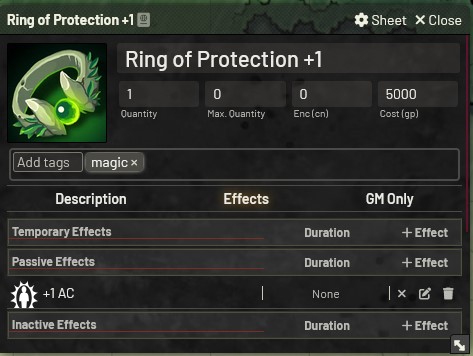 Ring of Protection +1 Sheet × Close
Ring of Protection +1
1 0 0 5000
Quantity Max. Quantity Enc (cn) Cost (gp)
Add tags magic ×
Description Effects GM Only
Temporary Effects Duration + Effect
Passive Effects Duration + Effect
+1 AC None
Inactive Effects Duration + Effect